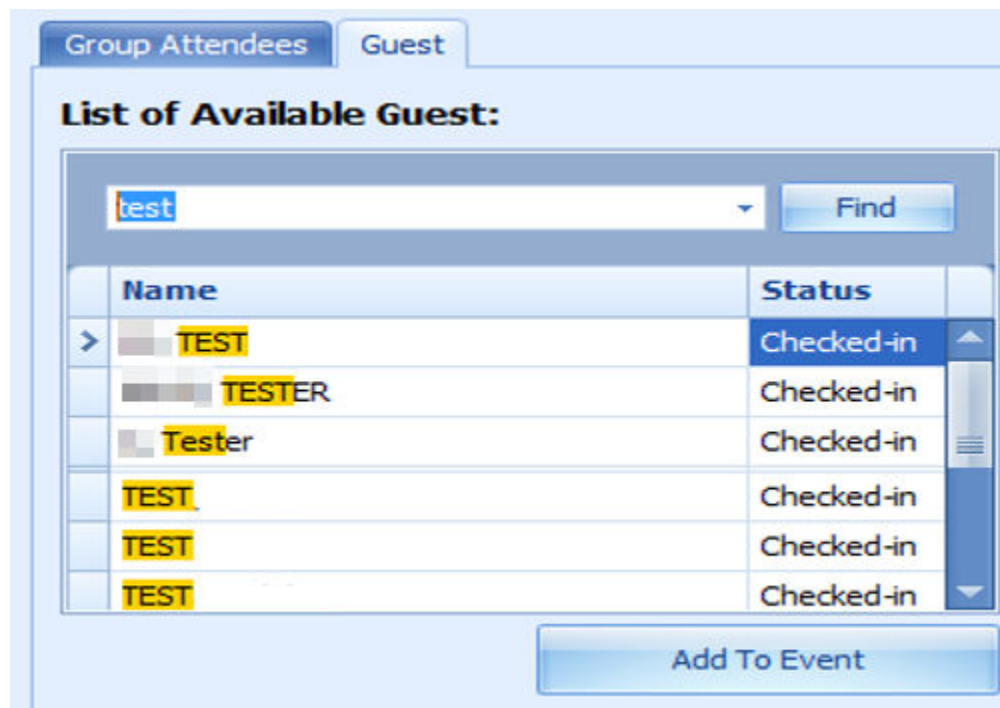 Group Attendees Guest
List of Available Guest:
test Find
Name Status
> TEST Checked-in
TESTER Checked-in
Tester Checked-in
TEST Checked-in
TEST Checked-in
TEST Checked-in
Add To Event